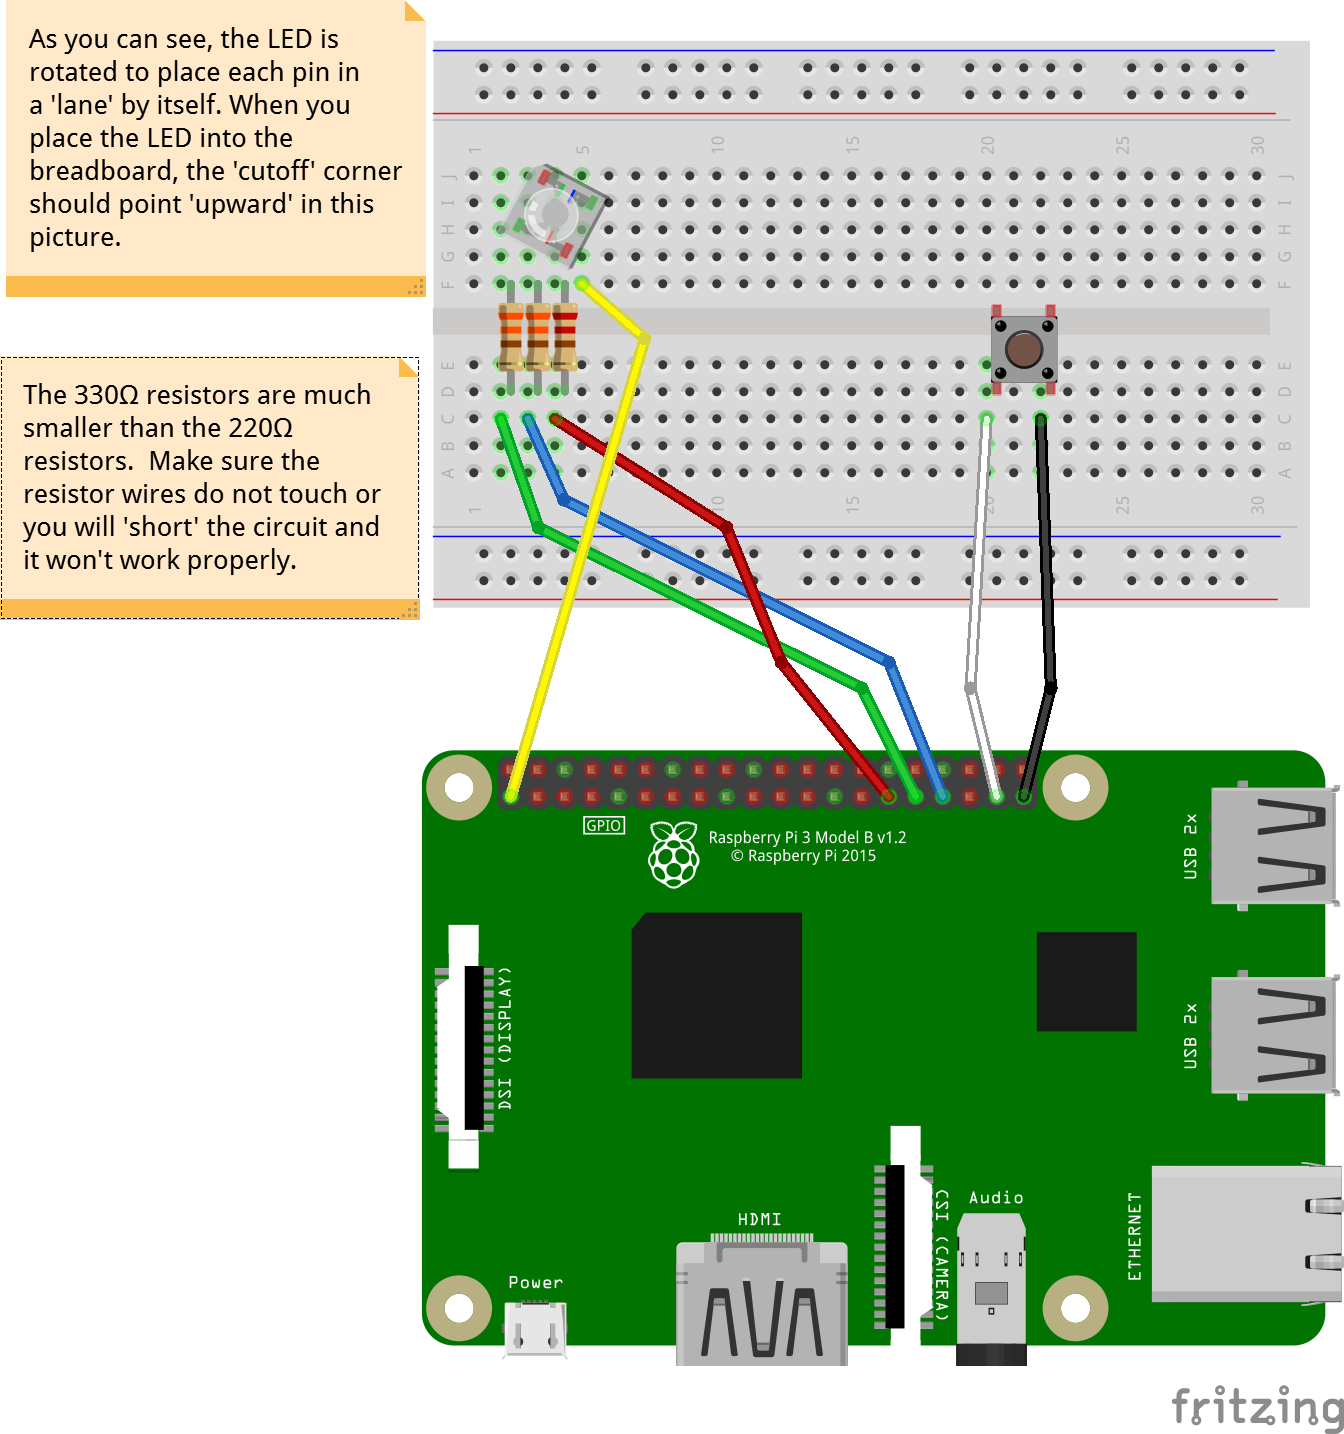 As you can see, the LED is
rotated to place each pin in
a 'lane' by itself. When you
place the LED into the
breadboard, the 'cutoff' corner
should point 'upward' in this
picture.
The 330Ω resistors are much
smaller than the 220Ω
resistors.  Make sure the
resistor wires do not touch or
you will 'short' the circuit and
it won't work properly.
1 5 10 15 20 25 30
J J
I I
H H
G G
F F
E E
D D
C C
B B
A A
1 10 15 20 25 30
GPIO
Raspberry Pi 3 Model B v1.2
© Raspberry Pi 2015
USB 2x
USB 2x
DSI (DISPLAY)
CSI (CAMERA)
Audio
ETHERNET
HDMI
Power
fritzing